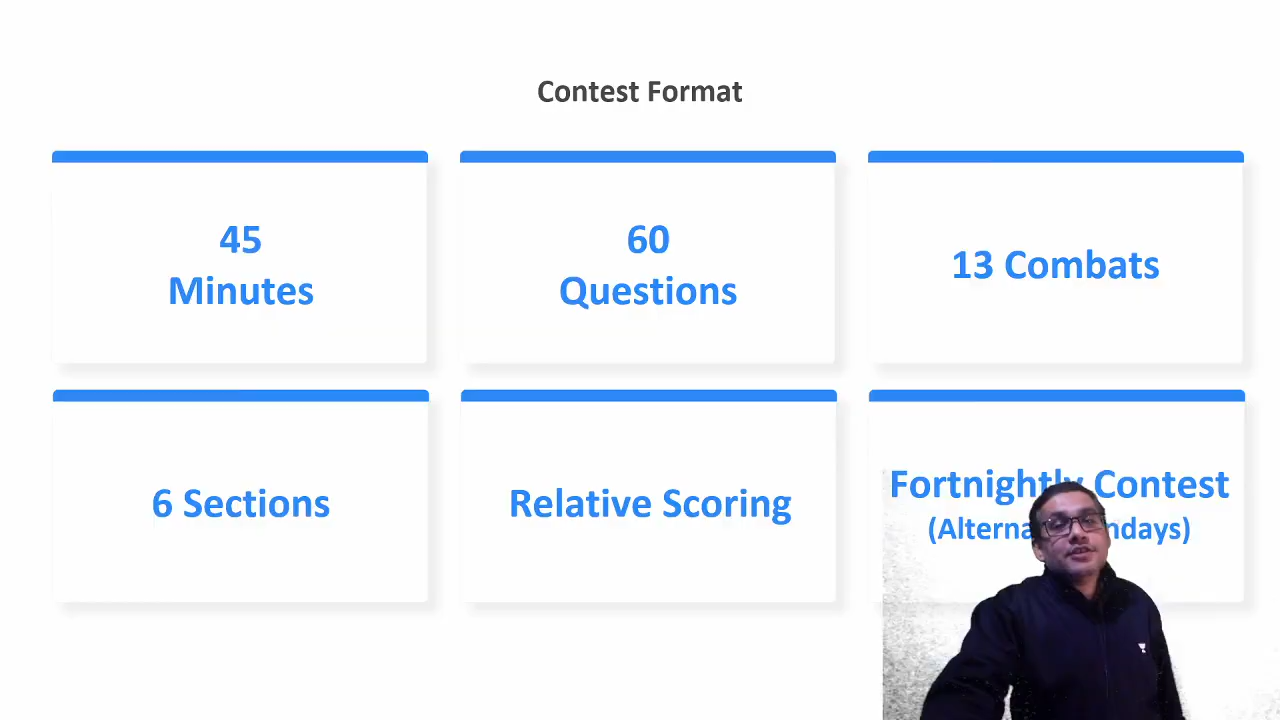 Contest Format
45
Minutes
60
Questions
13 Combats
6 Sections
Relative Scoring
Fortnightly Contest